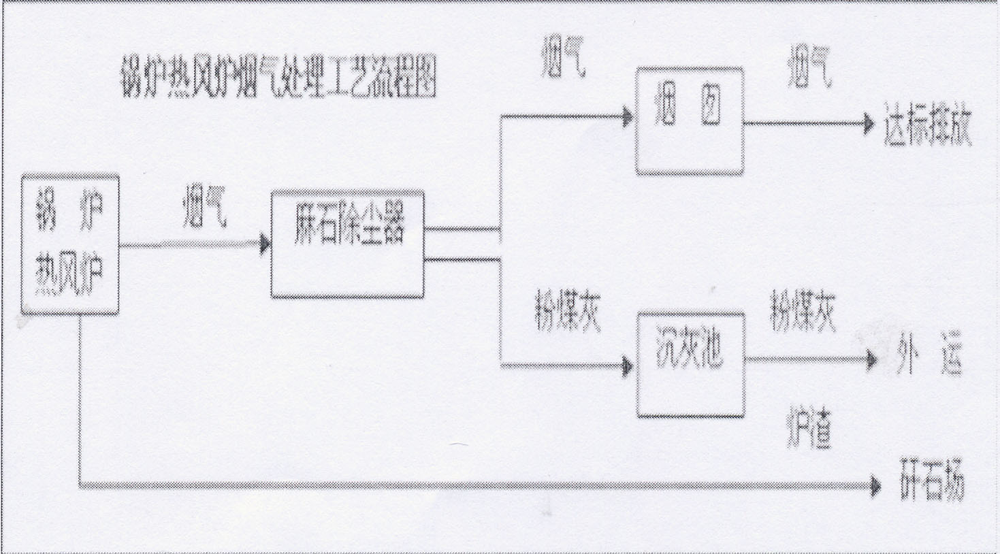 锅炉热风炉烟气处理工艺流程图
烟气
烟气
烟 囱
达标排放
锅 炉
热风炉
烟气
麻石除尘器
粉煤灰
粉煤灰
沉灰池
外 运
炉渣
矸石场